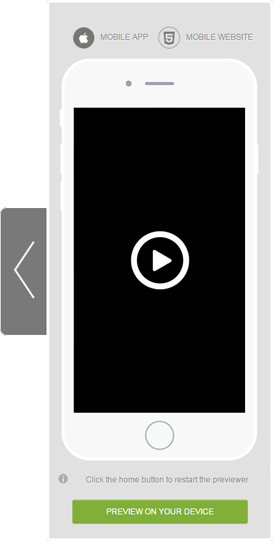 MOBILE APP
MOBILE WEBSITE
Click the home button to restart the previewer
PREVIEW ON YOUR DEVICE